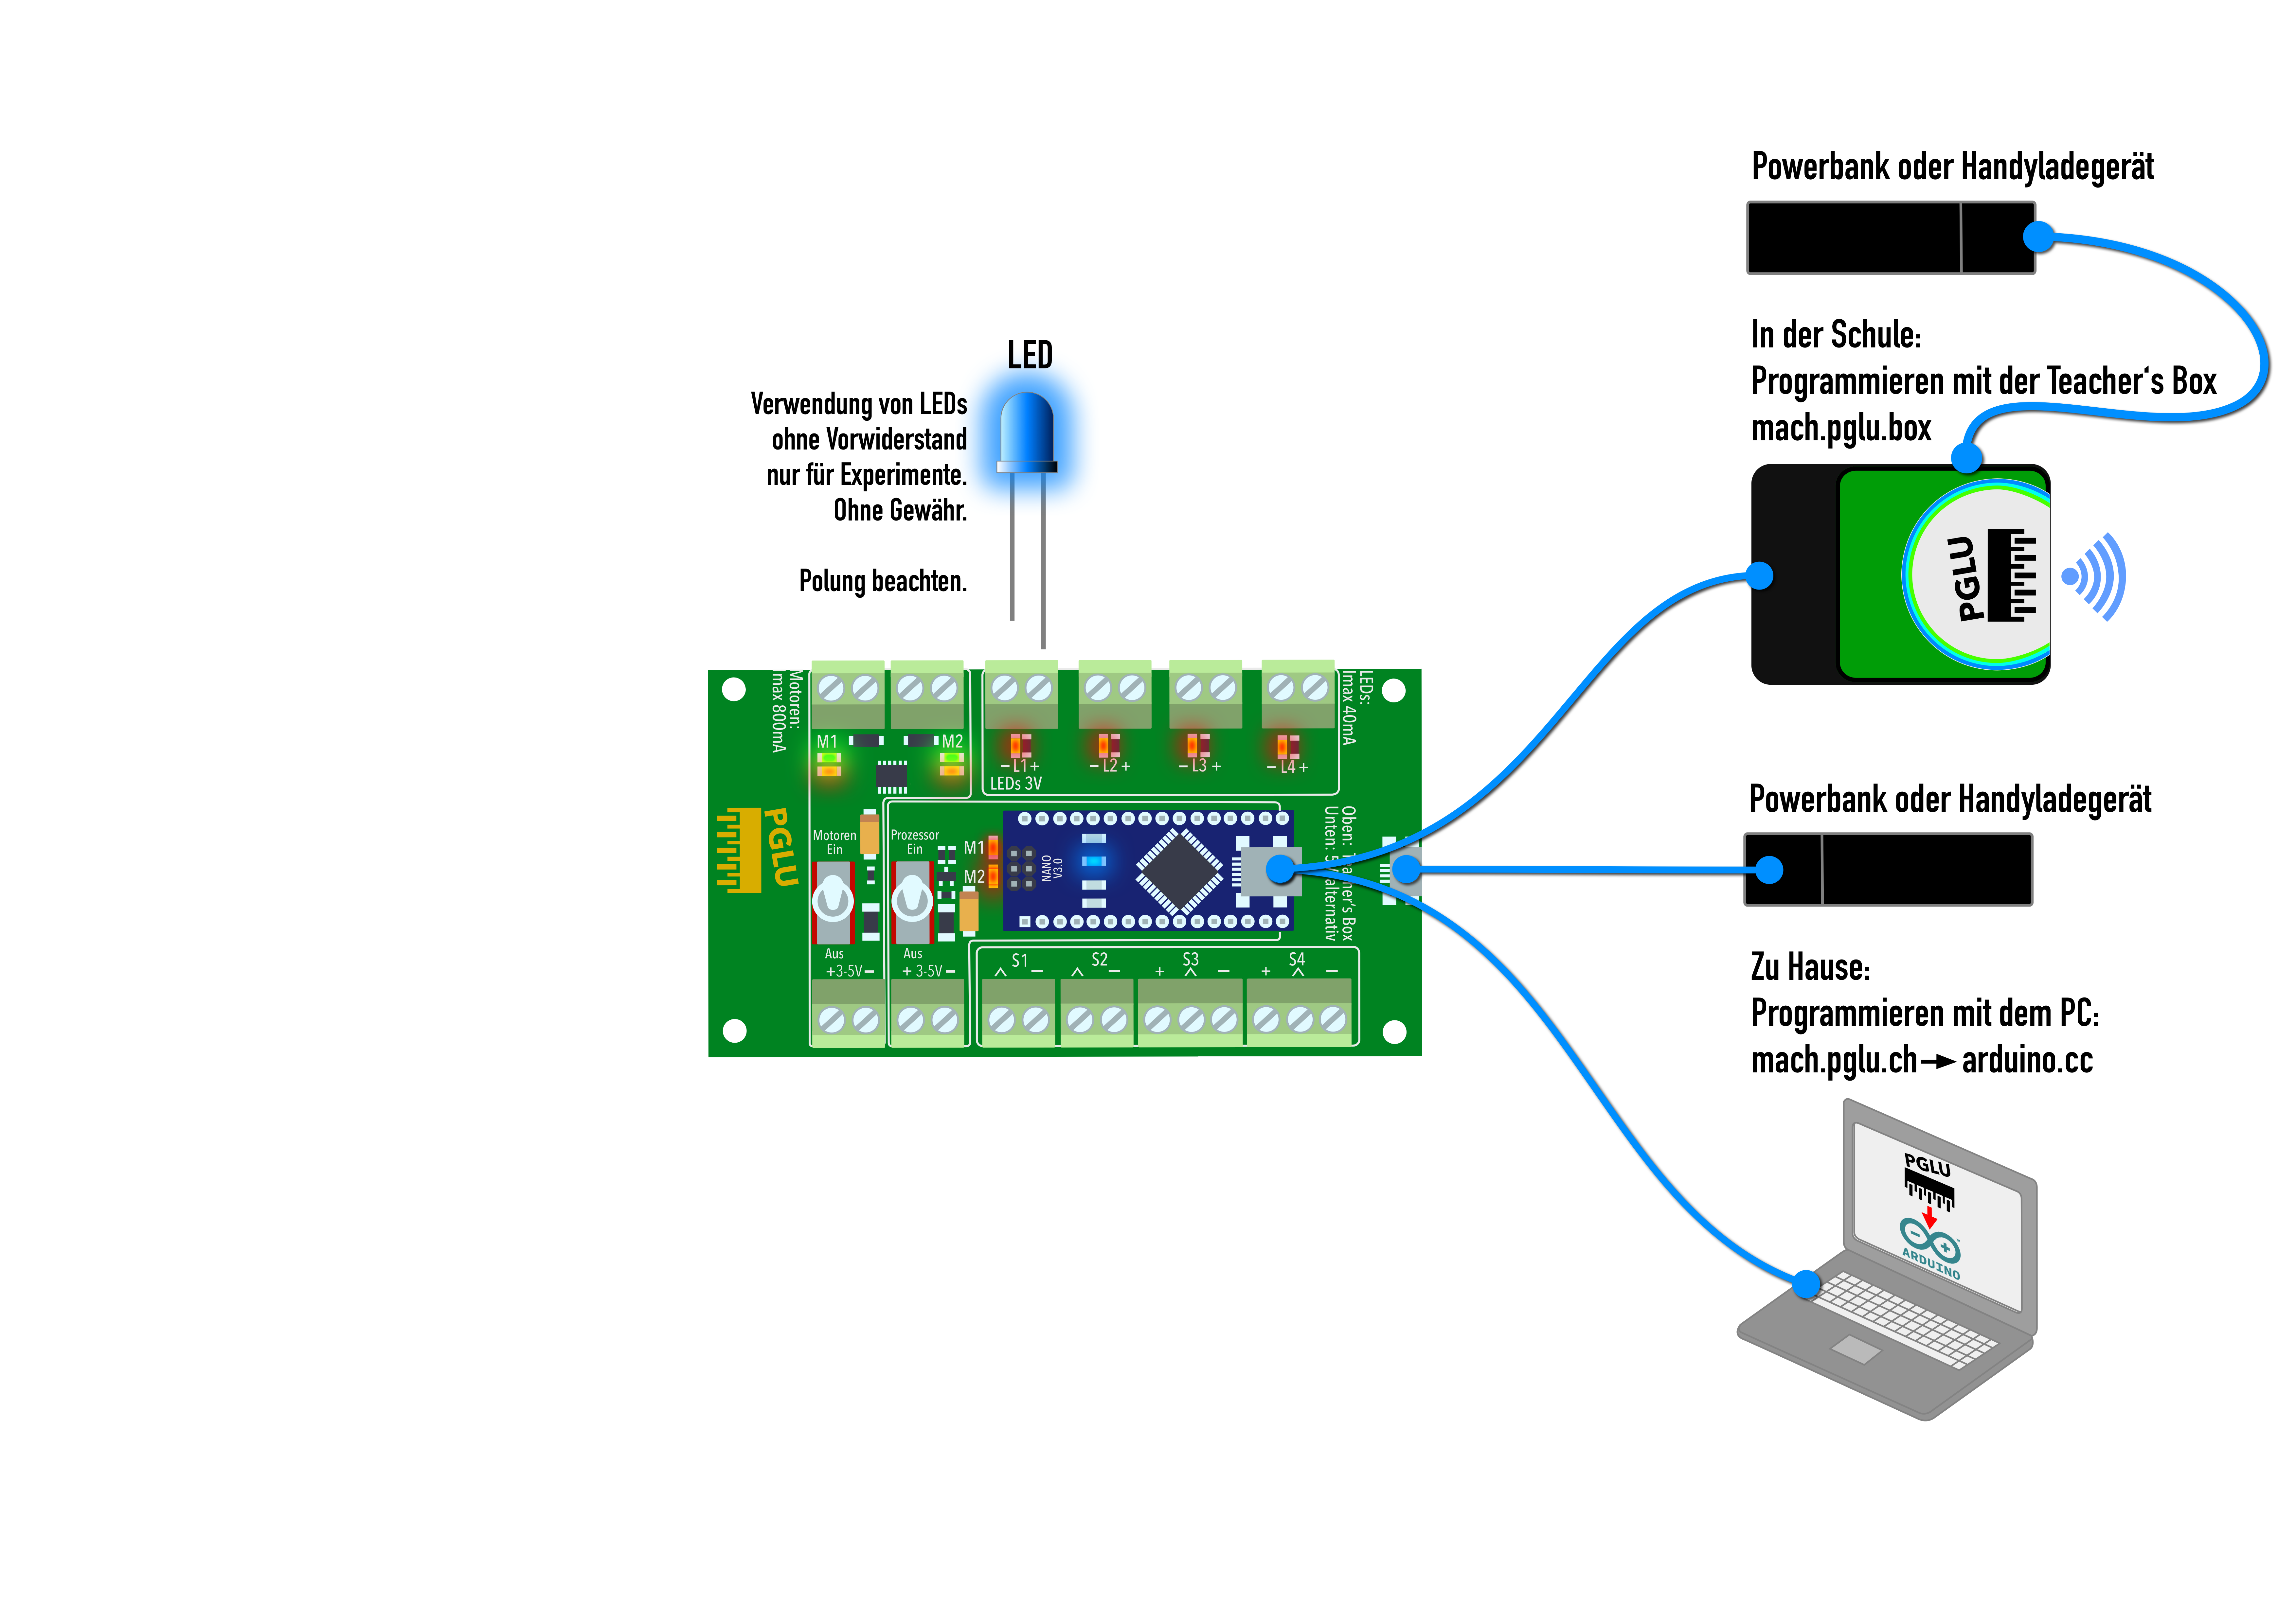 Powerbank oder Handyladegerät
In der Schule:
Programmieren mit der Teacher‘s Box
mach.pglu.box
PGLU
LED
Verwendung von LEDs
ohne Vorwiderstand
nur für Experimente.
Ohne Gewähr.
Polung beachten.
Motoren:
Imax 800mA
LEDs:
Imax 40mA
M1
M2
− L1 +
− L2 +
− L3 +
− L4 +
LEDs 3V
PGLU
Motoren
Ein
Prozessor
Ein
M1
M2
NANO
V3.0
Oben: Teacher‘s Box
Unten: 5V alternativ
Aus
Aus
+3-5V−
+ 3-5V −
S1
S2
S3
S4
−
−
+ −
+ −
Powerbank oder Handyladegerät
Zu Hause:
Programmieren mit dem PC:
mach.pglu.ch→arduino.cc
PGLU
ARDUINO